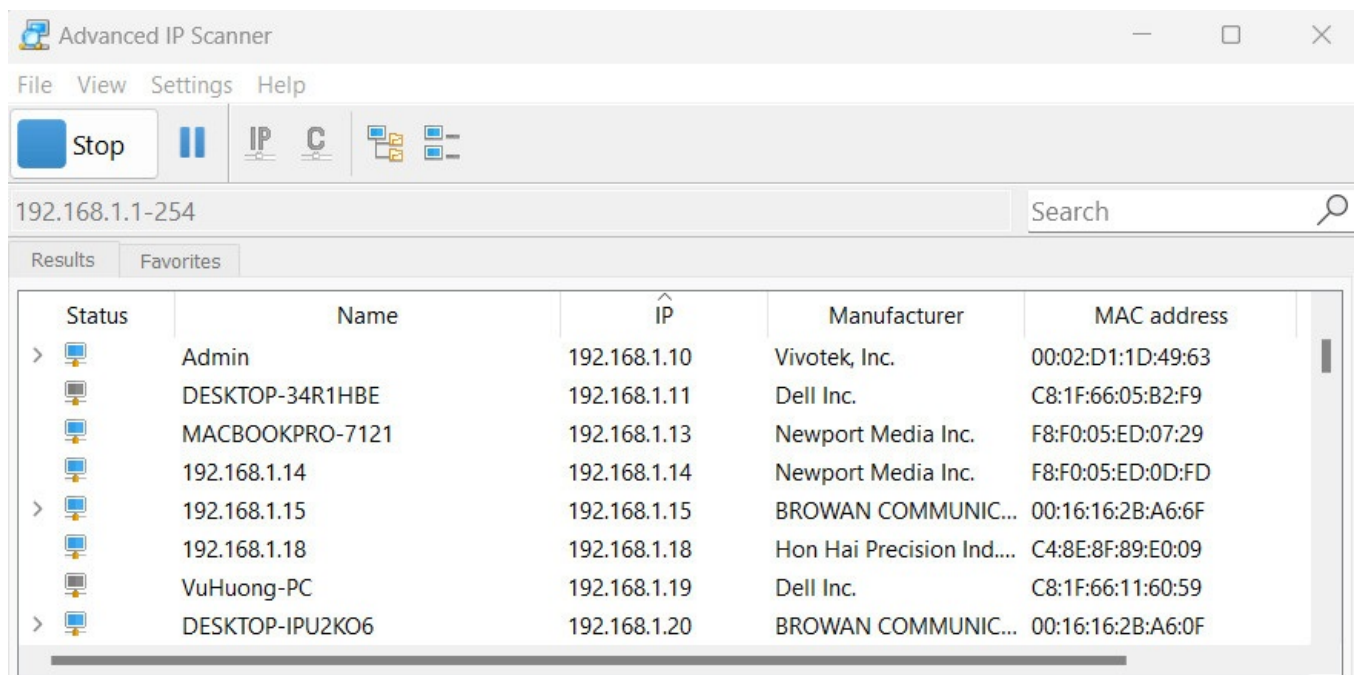 Advanced IP Scanner
File View Settings Help
Stop IP C
192.168.1.1-254 Search
Results Favorites
Status Name IP Manufacturer MAC address
Admin 192.168.1.10 Vivotek, Inc. 00:02:D1:1D:49:63
DESKTOP-34R1HBE 192.168.1.11 Dell Inc. C8:1F:66:05:B2:F9
MACBOOKPRO-7121 192.168.1.13 Newport Media Inc. F8:F0:05:ED:07:29
192.168.1.14 192.168.1.14 Newport Media Inc. F8:F0:05:ED:0D:FD
192.168.1.15 192.168.1.15 BROWAN COMMUNIC... 00:16:16:2B:A6:6F
192.168.1.18 192.168.1.18 Hon Hai Precision Ind.... C4:8E:8F:89:E0:09
VuHuong-PC 192.168.1.19 Dell Inc. C8:1F:66:11:60:59
DESKTOP-IPU2KO6 192.168.1.20 BROWAN COMMUNIC... 00:16:16:2B:A6:0F